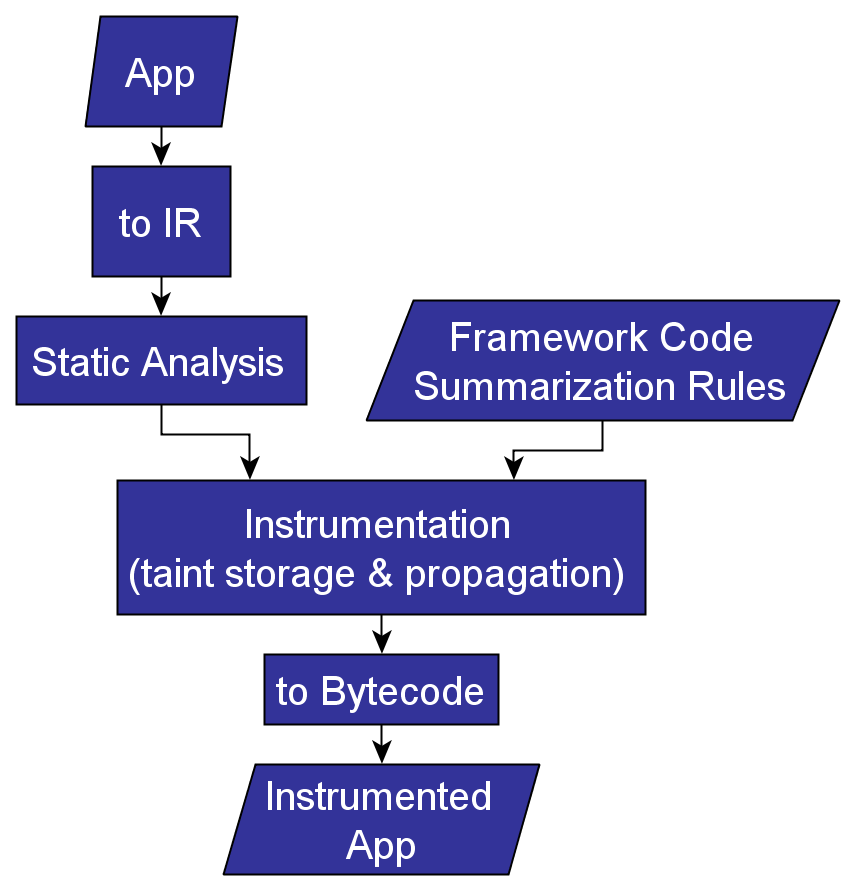 App
to IR
Static Analysis
Framework Code
Summarization Rules
Instrumentation
(taint storage & propagation)
to Bytecode
Instrumented
App